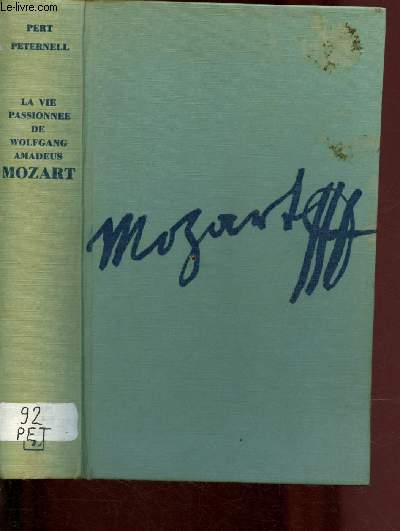 © Le-livre.com
PERT
PETERNELL
LA VIE
PASSIONNEE
DE
WOLFGANG
AMADEUS
MOZART
92
PET
Mozart